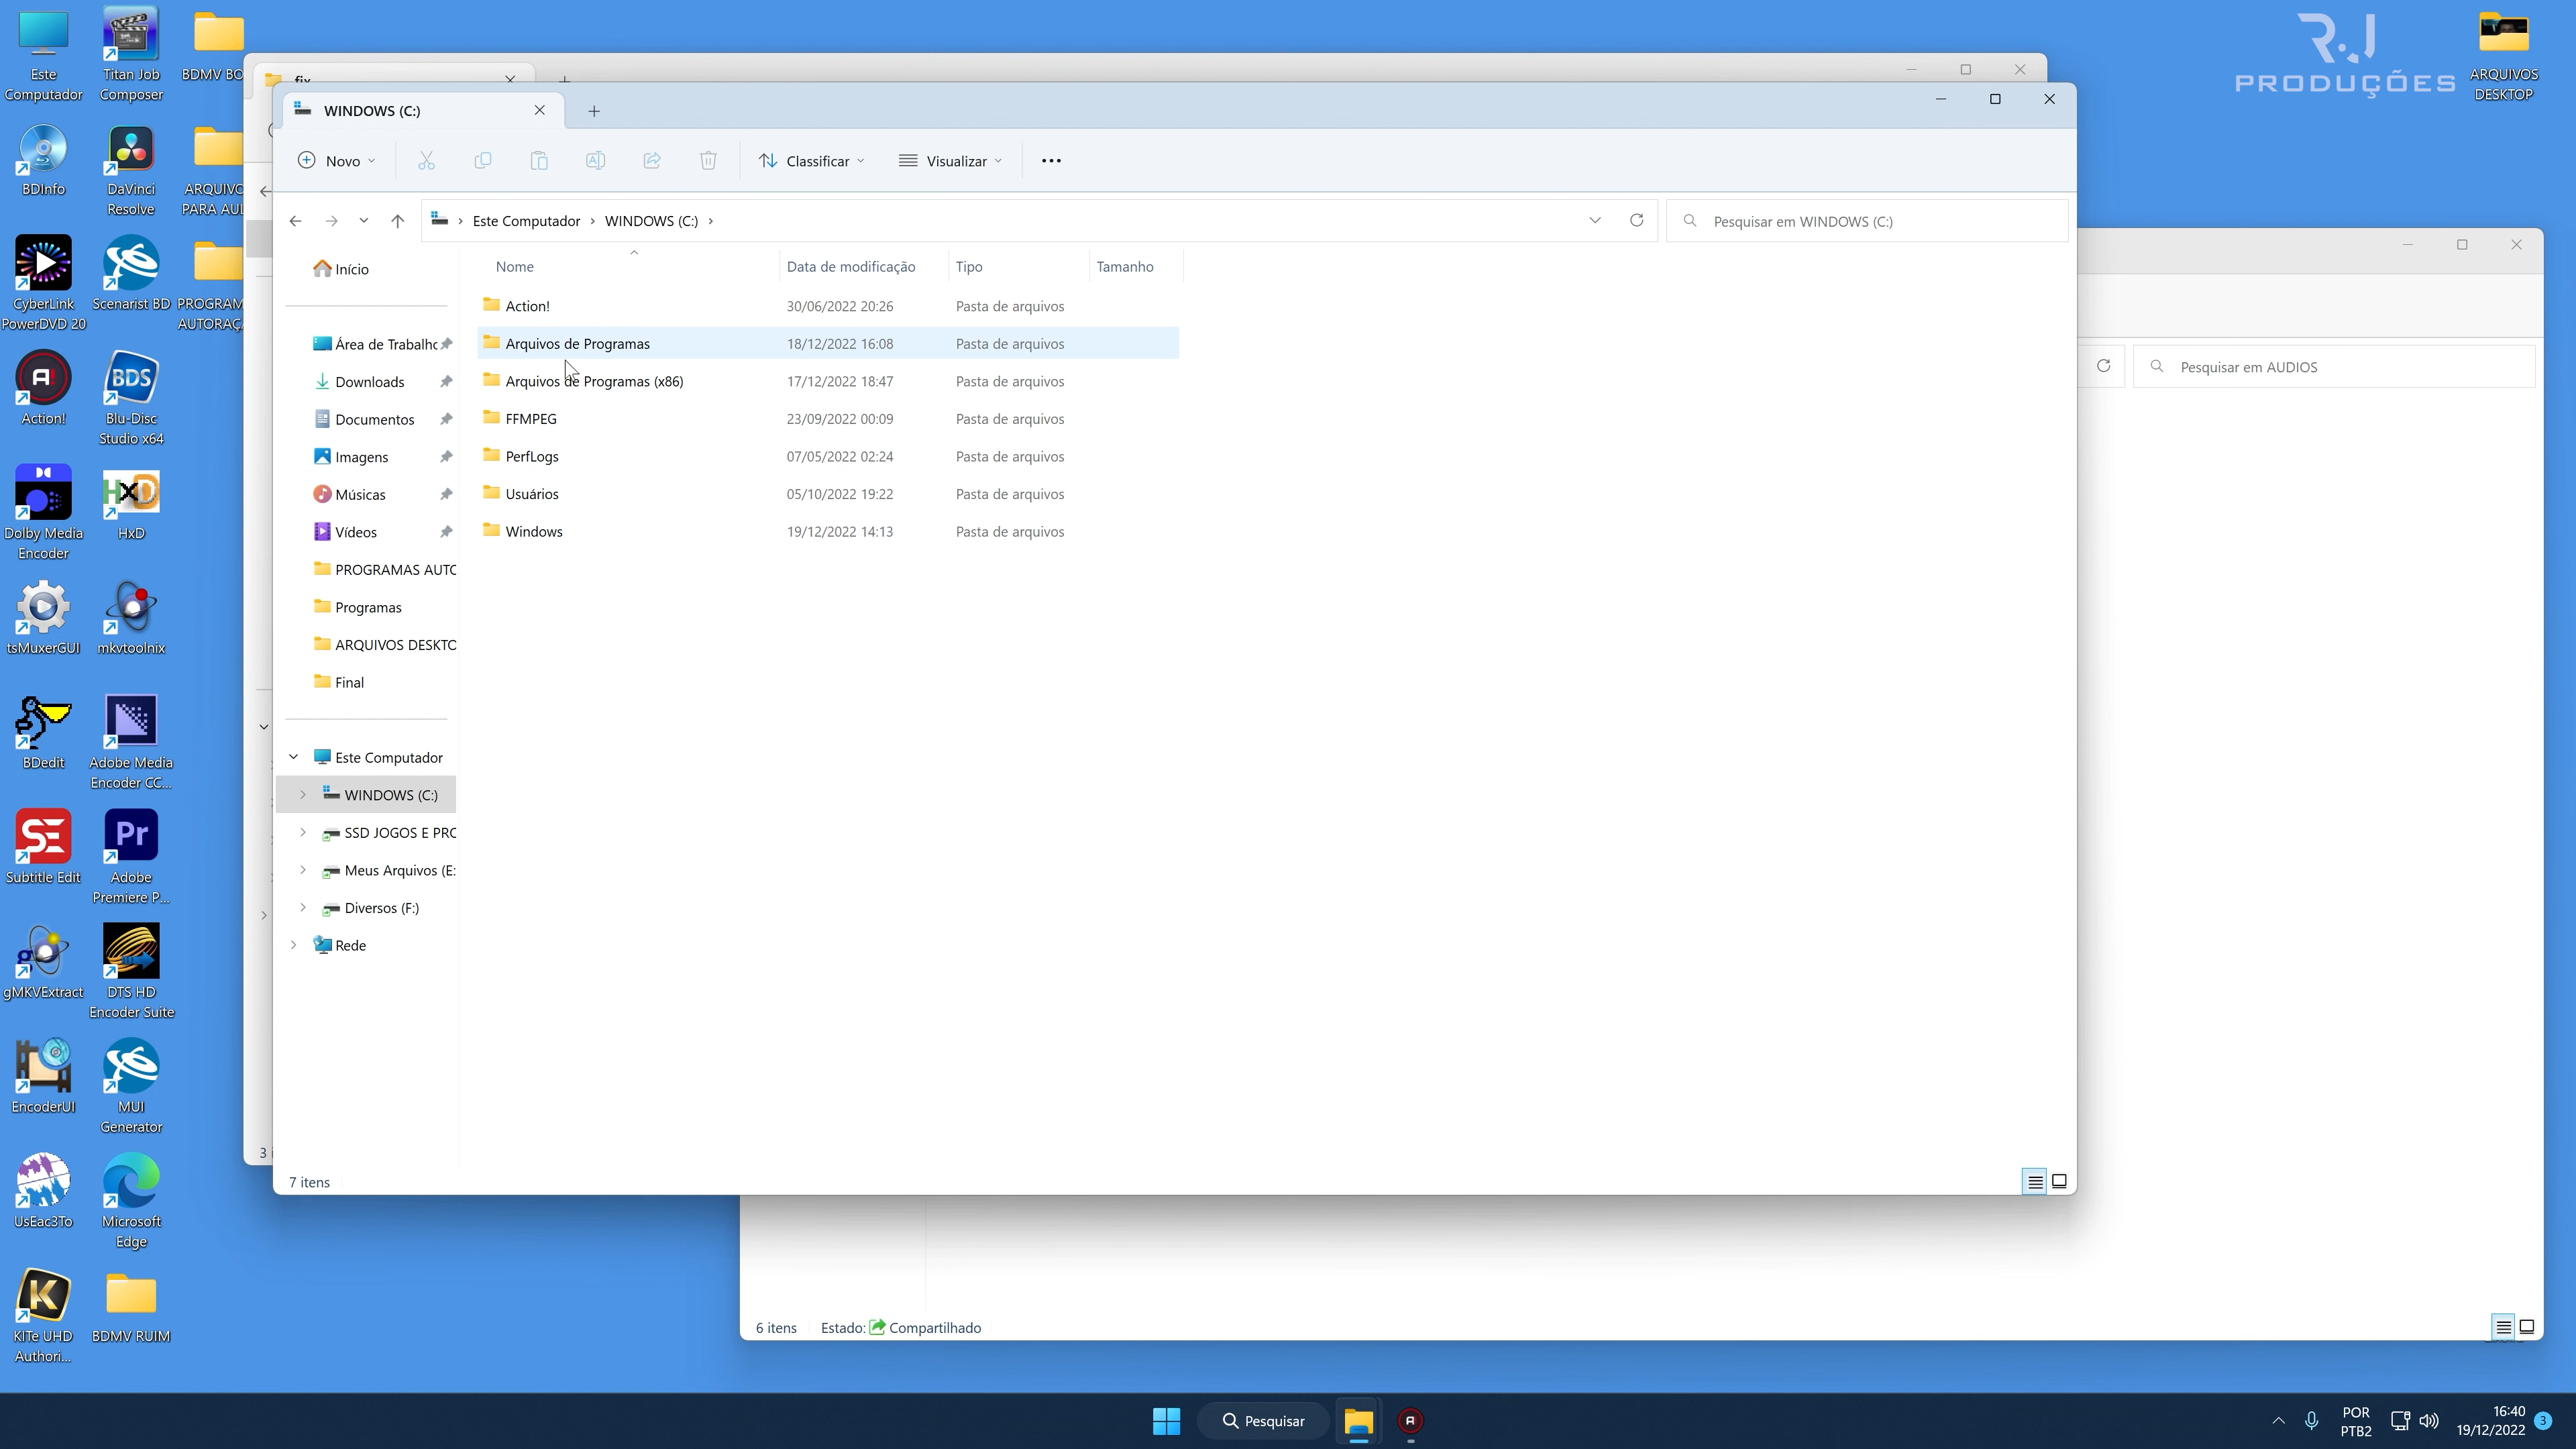 Este
Computador
Titan Job
Composer
BDMV BO
BDInfo
DaVinci
Resolve
ARQUIVO
PARA AUL
CyberLink
PowerDVD 20
Scenarist BD
PROGRAM
AUTORAÇ
Action!
Blu-Disc
Studio x64
Dolby Media
Encoder
HxD
tsMuxerGUI
mkvtoolnix
BDedit
Adobe Media
Encoder CC...
Subtitle Edit
Adobe
Premiere P...
gMKVExtract
DTS HD
Encoder Suite
EncoderUI
MUI
Generator
UsEac3To
Microsoft
Edge
KITe UHD
Authori...
BDMV RUIM
R.J
PRODUÇÕES
ARQUIVOS
DESKTOP
fix
WINDOWS (C:)
Novo
Classificar
Visualizar
Este Computador
WINDOWS (C:)
Pesquisar em WINDOWS (C:)
Início
Área de Trabalhc
Downloads
Documentos
Imagens
Músicas
Vídeos
PROGRAMAS AUTC
Programas
ARQUIVOS DESKTO
Final
Este Computador
WINDOWS (C:)
SSD JOGOS E PRC
Meus Arquivos (E:
Diversos (F:)
Rede
Nome Data de modificação Tipo Tamanho
Action! 30/06/2022 20:26 Pasta de arquivos
Arquivos de Programas 18/12/2022 16:08 Pasta de arquivos
Arquivos de Programas (x86) 17/12/2022 18:47 Pasta de arquivos
FFMPEG 23/09/2022 00:09 Pasta de arquivos
PerfLogs 07/05/2022 02:24 Pasta de arquivos
Usuários 05/10/2022 19:22 Pasta de arquivos
Windows 19/12/2022 14:13 Pasta de arquivos
7 itens
3 i
Pesquisar em AUDIOS
6 itens Estado: Compartilhado
Pesquisar
POR
PTB2
16:40
19/12/2022
3